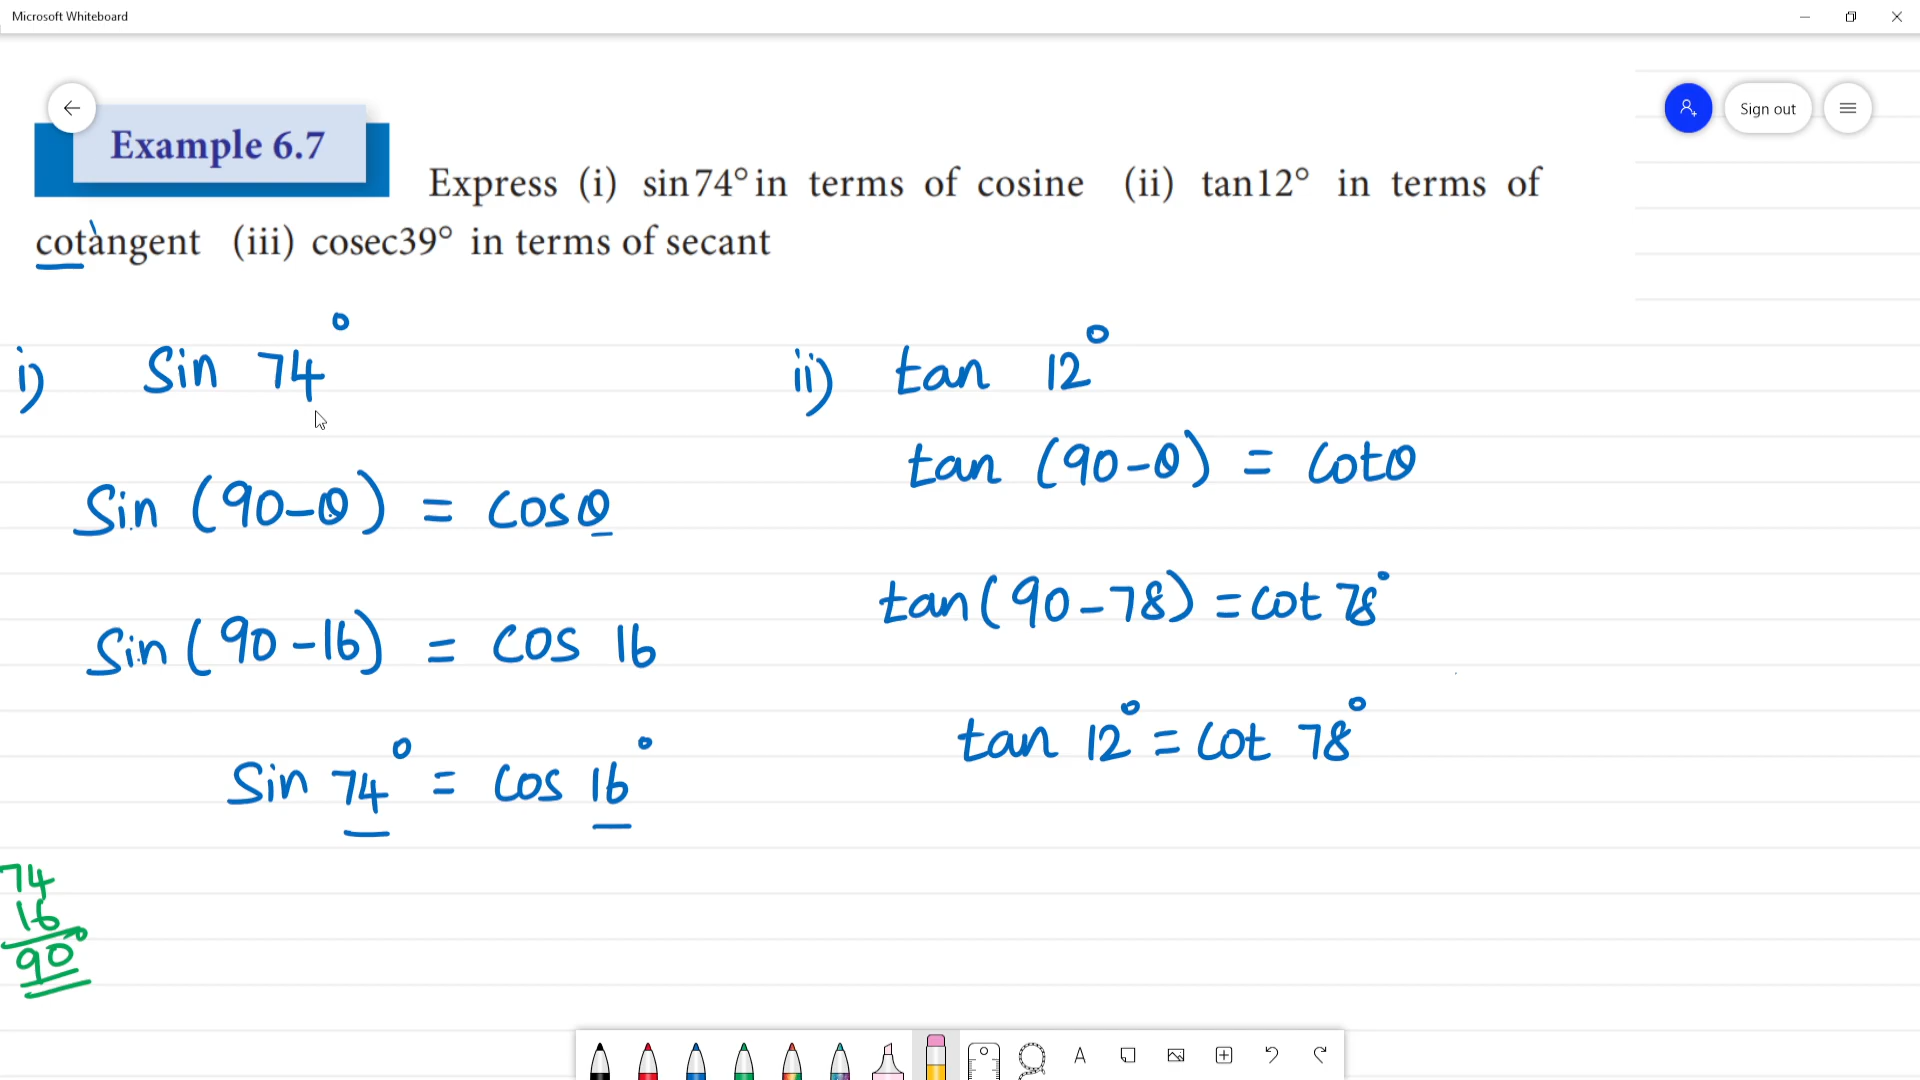 Microsoft Whiteboard
Sign out
Example 6.7
Express (i) sin74° in terms of cosine (ii) tan12° in terms of
cotangent (iii) cosec39° in terms of secant
i) Sin 74°
Sin (90-θ) = Cosθ
Sin (90-16) = Cos 16
Sin 74° = Cos 16°
74
16
90°
ii) tan 12°
tan (90-θ) = Cotθ
tan(90-78) = Cot 78°
tan 12° = Cot 78°
A